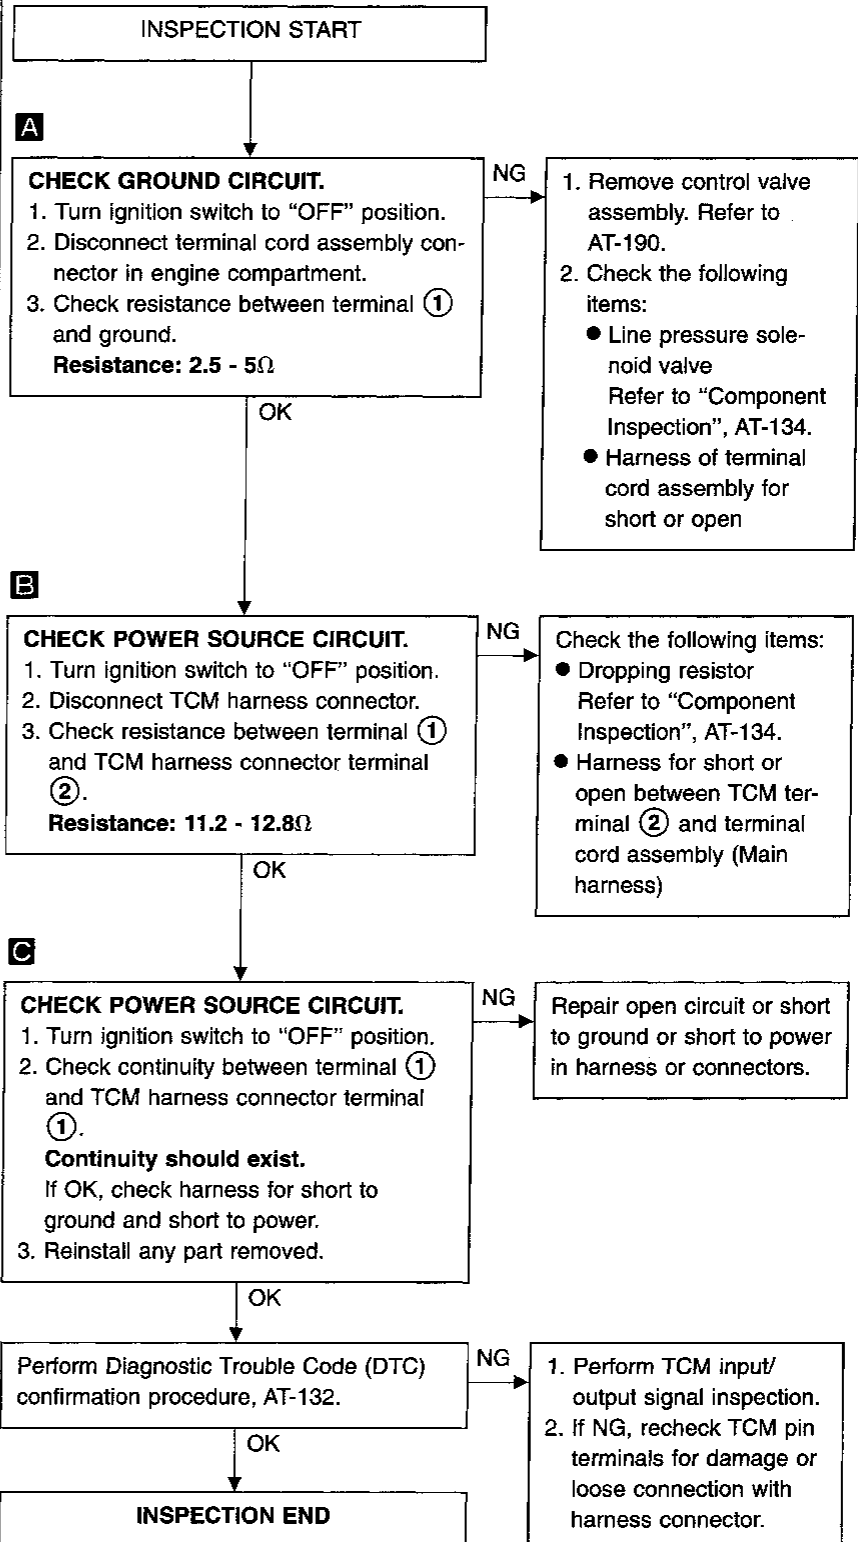 INSPECTION START
A
CHECK GROUND CIRCUIT.
1. Turn ignition switch to “OFF” position.
2. Disconnect terminal cord assembly con-
nector in engine compartment.
3. Check resistance between terminal ①
and ground.
Resistance: 2.5 - 5Ω
NG
1. Remove control valve
assembly. Refer to
AT-190.
2. Check the following
items:
● Line pressure sole-
noid valve
Refer to “Component
Inspection”, AT-134.
● Harness of terminal
cord assembly for
short or open
OK
B
CHECK POWER SOURCE CIRCUIT.
1. Turn ignition switch to “OFF” position.
2. Disconnect TCM harness connector.
3. Check resistance between terminal ①
and TCM harness connector terminal
②.
Resistance: 11.2 - 12.8Ω
NG
Check the following items:
● Dropping resistor
Refer to “Component
Inspection”, AT-134.
● Harness for short or
open between TCM ter-
minal ② and terminal
cord assembly (Main
harness)
OK
C
CHECK POWER SOURCE CIRCUIT.
1. Turn ignition switch to “OFF” position.
2. Check continuity between terminal ①
and TCM harness connector terminal
①.
Continuity should exist.
If OK, check harness for short to
ground and short to power.
3. Reinstall any part removed.
NG
Repair open circuit or short
to ground or short to power
in harness or connectors.
OK
Perform Diagnostic Trouble Code (DTC)
confirmation procedure, AT-132.
NG
1. Perform TCM input/
output signal inspection.
2. If NG, recheck TCM pin
terminals for damage or
loose connection with
harness connector.
OK
INSPECTION END